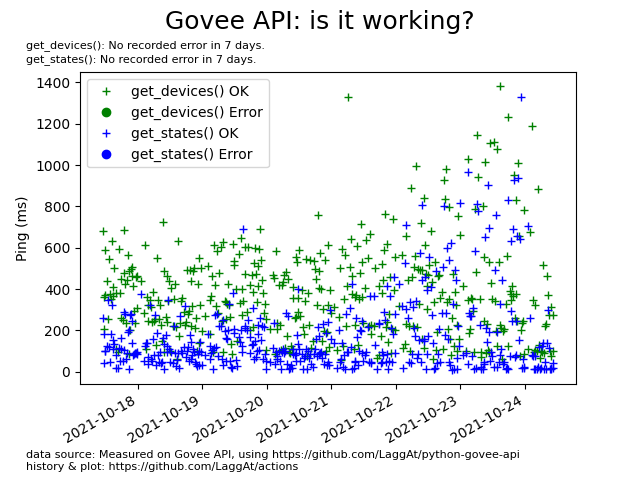 Govee API: is it working?
get_devices(): No recorded error in 7 days.
get_states(): No recorded error in 7 days.
get_devices() OK
get_devices() Error
get_states() OK
get_states() Error
Ping (ms)
1400
1200
1000
800
600
400
200
0
2021-10-18
2021-10-19
2021-10-20
2021-10-21
2021-10-22
2021-10-23
2021-10-24
data source: Measured on Govee API, using https://github.com/LaggAt/python-govee-api
history & plot: https://github.com/LaggAt/actions